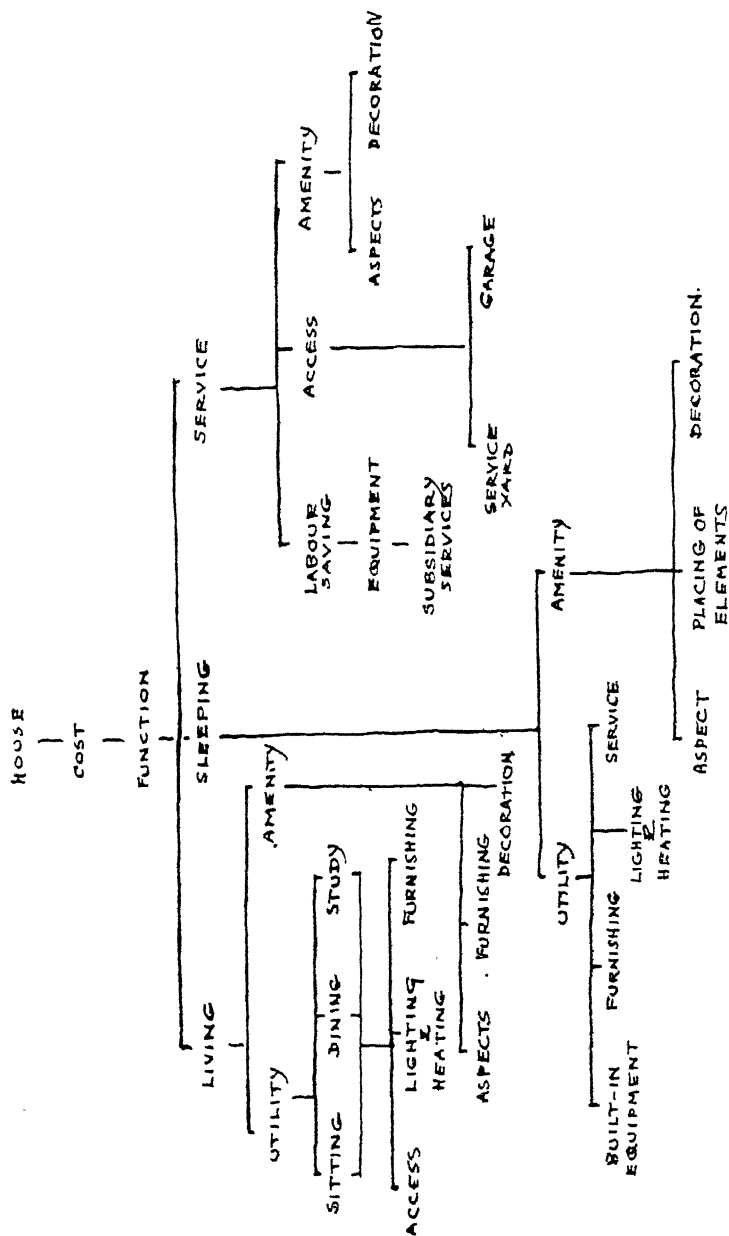 HOUSE
COST
FUNCTION
LIVING
SLEEPING
SERVICE
UTILITY
AMENITY
LABOUR
SAVING
ACCESS
AMENITY
SITTING
DINING
STUDY
EQUIPMENT
ASPECTS
DECORATION
ACCESS
LIGHTING
&
HEATING
FURNISHING
SUBSIDIARY
SERVICES
ASPECTS
FURNISHING
DECORATION
SERVICE
YARD
GARAGE
UTILITY
AMENITY
BUILT-IN
EQUIPMENT
FURNISHING
LIGHTING
&
HEATING
SERVICE
ASPECT
PLACING OF
ELEMENTS
DECORATION.